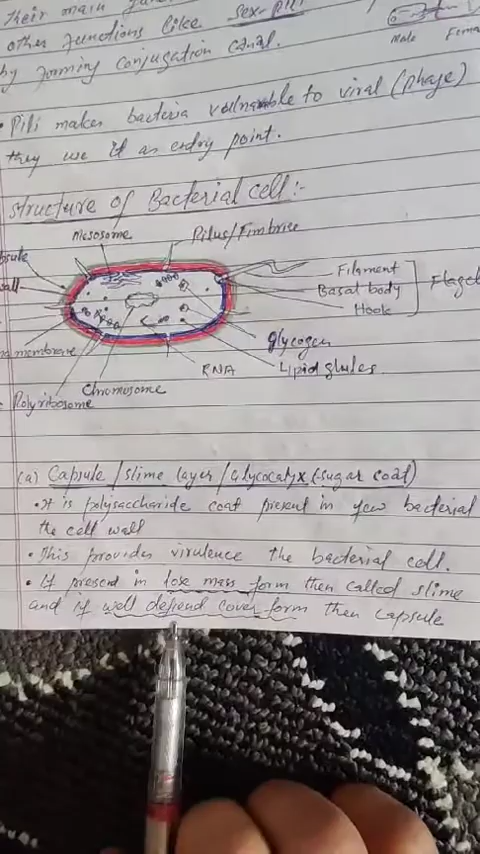 Their main
other functions like sex-pili
by forming conjugation canal.
Male
• Pili makes bacteria vulnerable to viral (phage)
they use it as entry point.
Structure of Bacterial cell:-
Mesosome
Pilus/Fimbriae
Filament
Basal body
Hook
Glycogen
Lipid glules
RNA
membrane
Chromosome
Polyribosome
(a) Capsule/slime layer/Glycocalyx (-sugar coat)
• It is polysaccharide coat present in few bacterial
the cell wall
• This provides virulence the bacterial cell.
• If present in lose mass form then called slime
and if well defiend cover form then capsule